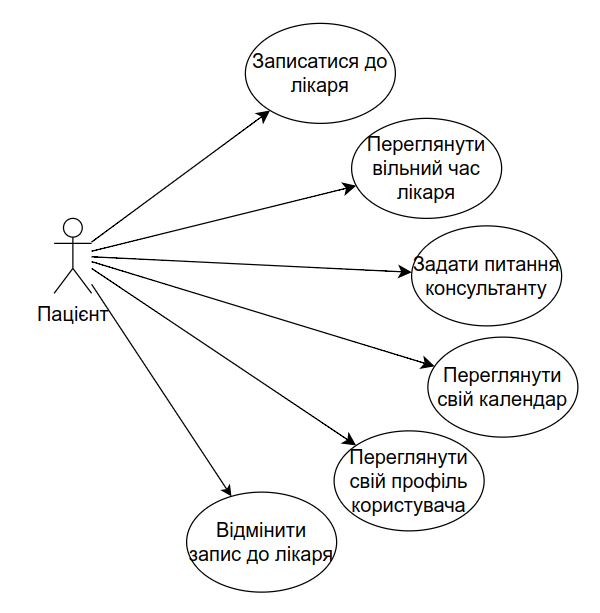 Записатися до
лікаря
Переглянути
вільний час
лікаря
Задати питання
консультанту
Пацієнт
Переглянути
свій календар
Переглянути
свій профіль
користувача
Відмінити
запис до лікаря